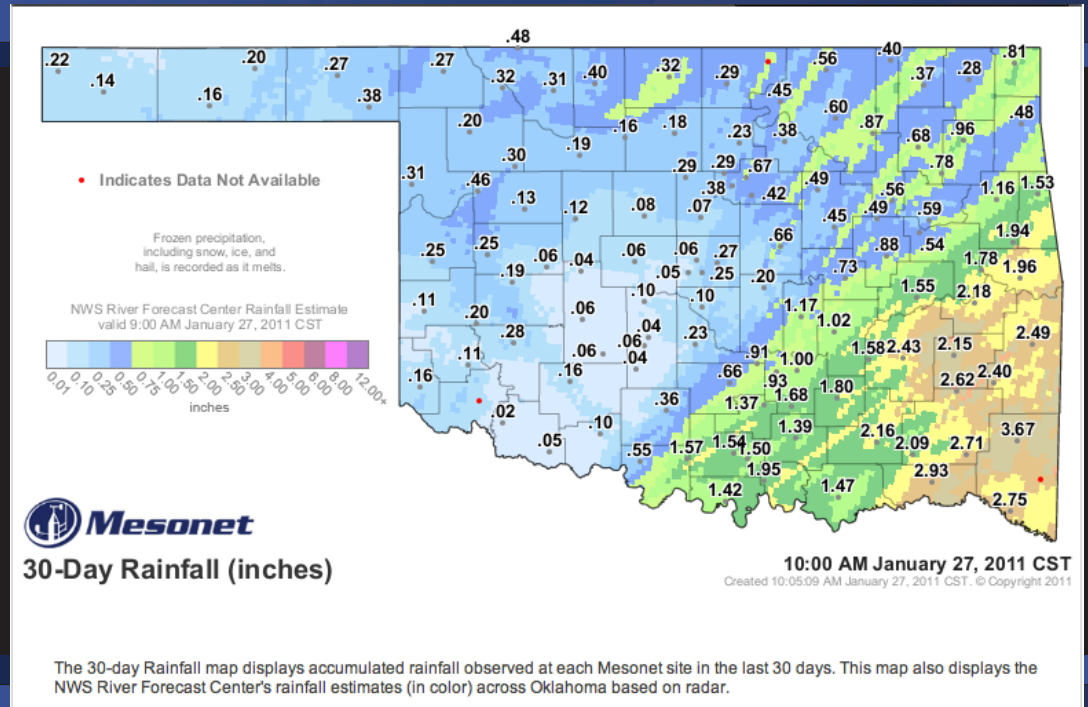 .48
.22 .20 .27 .27 .32 .29 .56 .40 .81
.14 .16 .38 .32 .31 .40 .45 .37 .28
.20 .16 .18 .23 .38 .60 .87 .68 .96 .48
.19 .30 .29 .29 .67 .78
.31 .46 .13 .12 .08 .07 .38 .42 .49 .56 1.16 1.53
.45 .49 .59
.25 .25 .06 .04 .06 .06 .27 .66 .88 .54 1.94
.19 .05 .25 .20 .73 1.78 1.96
.11 .20 .06 .10 .10 1.17 1.55 2.18
.28 .04 .23 1.02 2.49
.11 .06 .06 .04 .91 1.00 1.58 2.43 2.15
.16 .16 .66 .93 1.80 2.62 2.40
.02 .36 1.37 1.68
.05 .10 1.39 2.16 3.67
.55 1.57 1.54 1.50 2.09 2.71
1.95 2.93
1.42 1.47 2.75
Indicates Data Not Available
Frozen precipitation,
including snow, ice, and
hail, is recorded as it melts.
NWS River Forecast Center Rainfall Estimate
valid 9:00 AM January 27, 2011 CST
0.01 0.10 0.25 0.50 0.75 1.00 1.50 2.00 2.50 3.00 4.00 5.00 6.00 8.00 12.00+
inches
Mesonet
30-Day Rainfall (inches)
10:00 AM January 27, 2011 CST
Created 10:05:09 AM January 27, 2011 CST. © Copyright 2011
The 30-day Rainfall map displays accumulated rainfall observed at each Mesonet site in the last 30 days. This map also displays the
NWS River Forecast Center's rainfall estimates (in color) across Oklahoma based on radar.